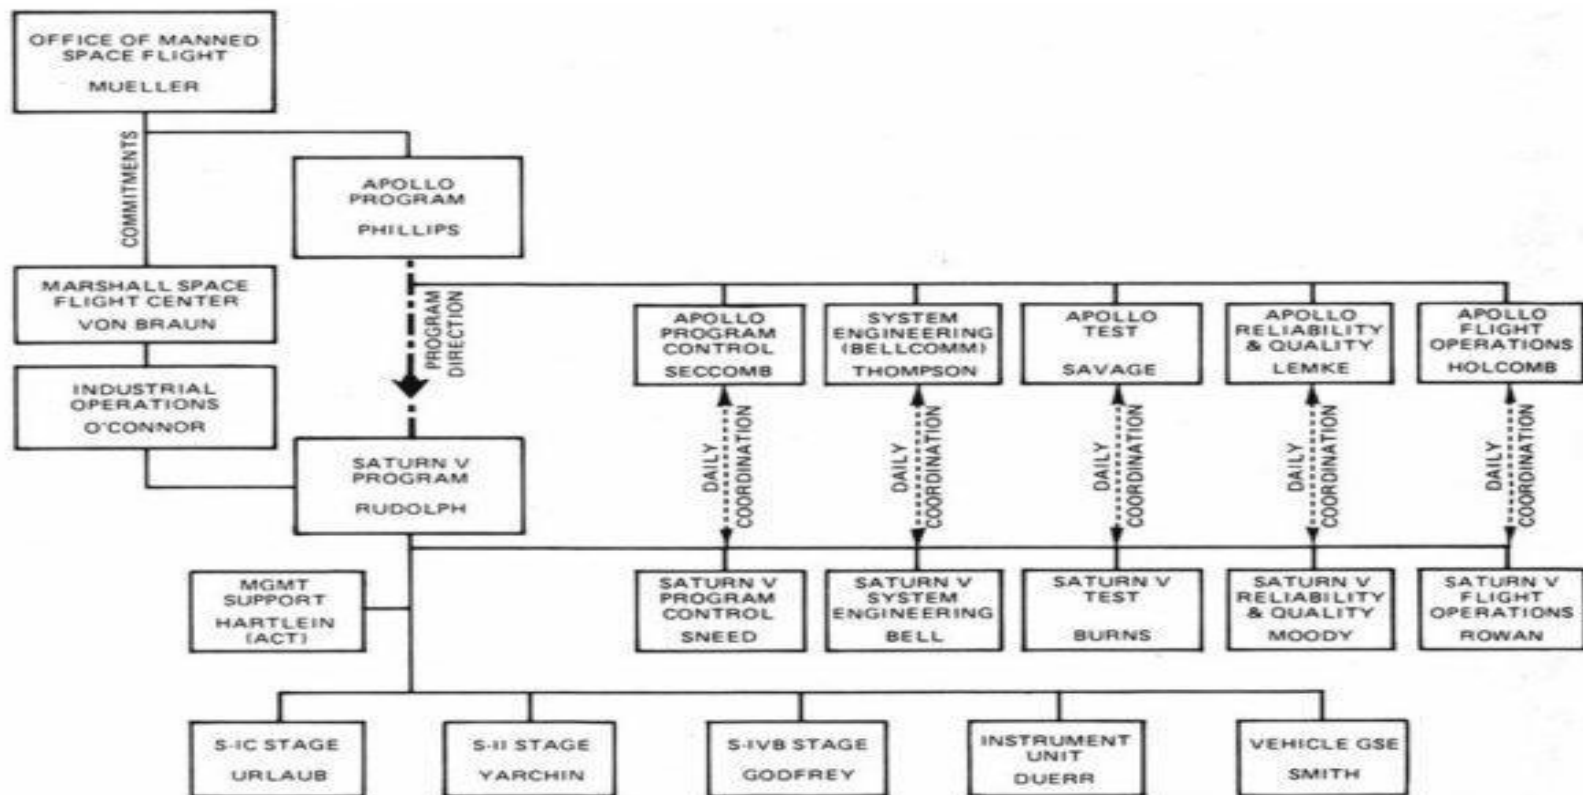 OFFICE OF MANNED
SPACE FLIGHT
MUELLER
COMMITMENTS
APOLLO
PROGRAM
PHILLIPS
MARSHALL SPACE
FLIGHT CENTER
VON BRAUN
INDUSTRIAL
OPERATIONS
O'CONNOR
PROGRAM
DIRECTION
APOLLO
PROGRAM
CONTROL
SECCOMB
SYSTEM
ENGINEERING
(BELLCOMM)
THOMPSON
APOLLO
TEST
SAVAGE
APOLLO
RELIABILITY
& QUALITY
LEMKE
APOLLO
FLIGHT
OPERATIONS
HOLCOMB
DAILY
COORDINATION
DAILY
COORDINATION
DAILY
COORDINATION
DAILY
COORDINATION
DAILY
COORDINATION
SATURN V
PROGRAM
RUDOLPH
MGMT
SUPPORT
HARTLEIN
(ACT)
SATURN V
PROGRAM
CONTROL
SNEED
SATURN V
SYSTEM
ENGINEERING
BELL
SATURN V
TEST
BURNS
SATURN V
RELIABILITY
& QUALITY
MOODY
SATURN V
FLIGHT
OPERATIONS
ROWAN
S-IC STAGE
URLAUB
S-II STAGE
YARCHIN
S-IVB STAGE
GODFREY
INSTRUMENT
UNIT
DUERR
VEHICLE GSE
SMITH